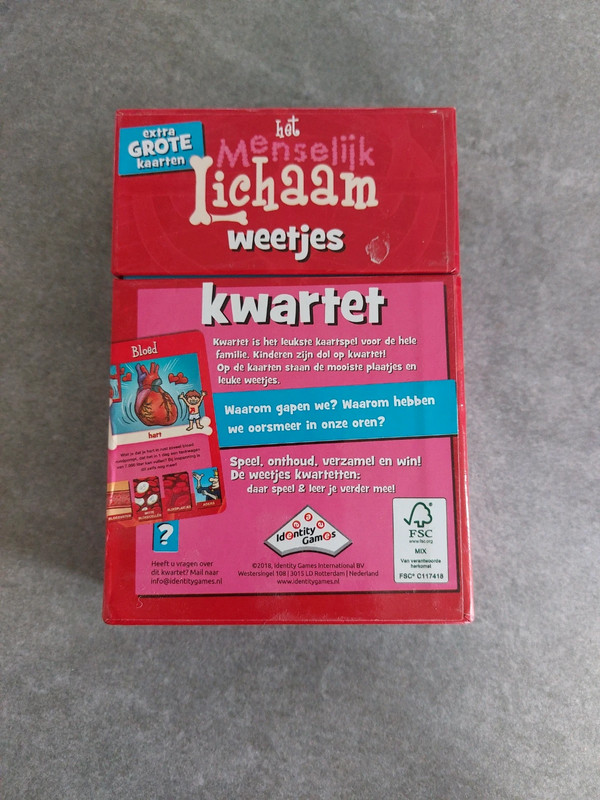 extra
GROTE
kaarten
het
Menselijk
Lichaam
weetjes
kwartet
Kwartet is het leukste kaartspel voor de hele
familie. Kinderen zijn dol op kwartet!
Op de kaarten staan de mooiste plaatjes en
leuke weetjes.
Bloed
hart
Waarom gapen we? Waarom hebben
we oorsmeer in onze oren?
Speel, onthoud, verzamel en win!
De weetjes kwartetten:
daar speel & leer je verder mee!
?
Heeft u vragen over
dit kwartet? Mail naar
info@identitygames.nl
Identity
Games
©2018, Identity Games International BV.
Westersingel 108 | 3015 LD Rotterdam | Nederland
www.identitygames.nl
FSC
www.fsc.org
MIX
Van verantwoorde
herkomst
FSC® C117418